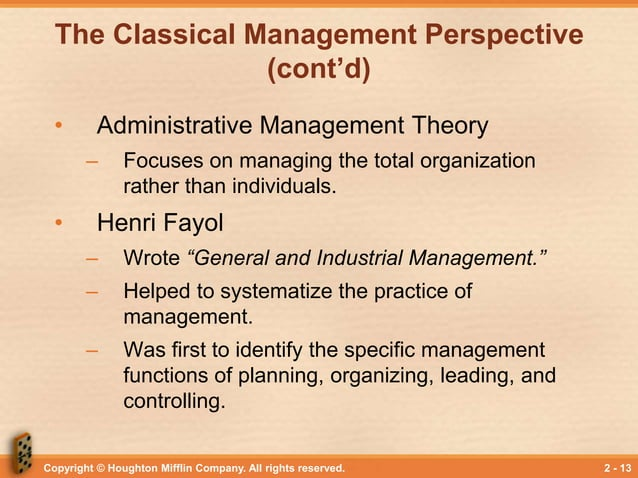 The Classical Management Perspective
(cont’d)
• Administrative Management Theory
– Focuses on managing the total organization
rather than individuals.
• Henri Fayol
– Wrote “General and Industrial Management.”
– Helped to systematize the practice of
management.
– Was first to identify the specific management
functions of planning, organizing, leading, and
controlling.
Copyright © Houghton Mifflin Company. All rights reserved. 2 - 13